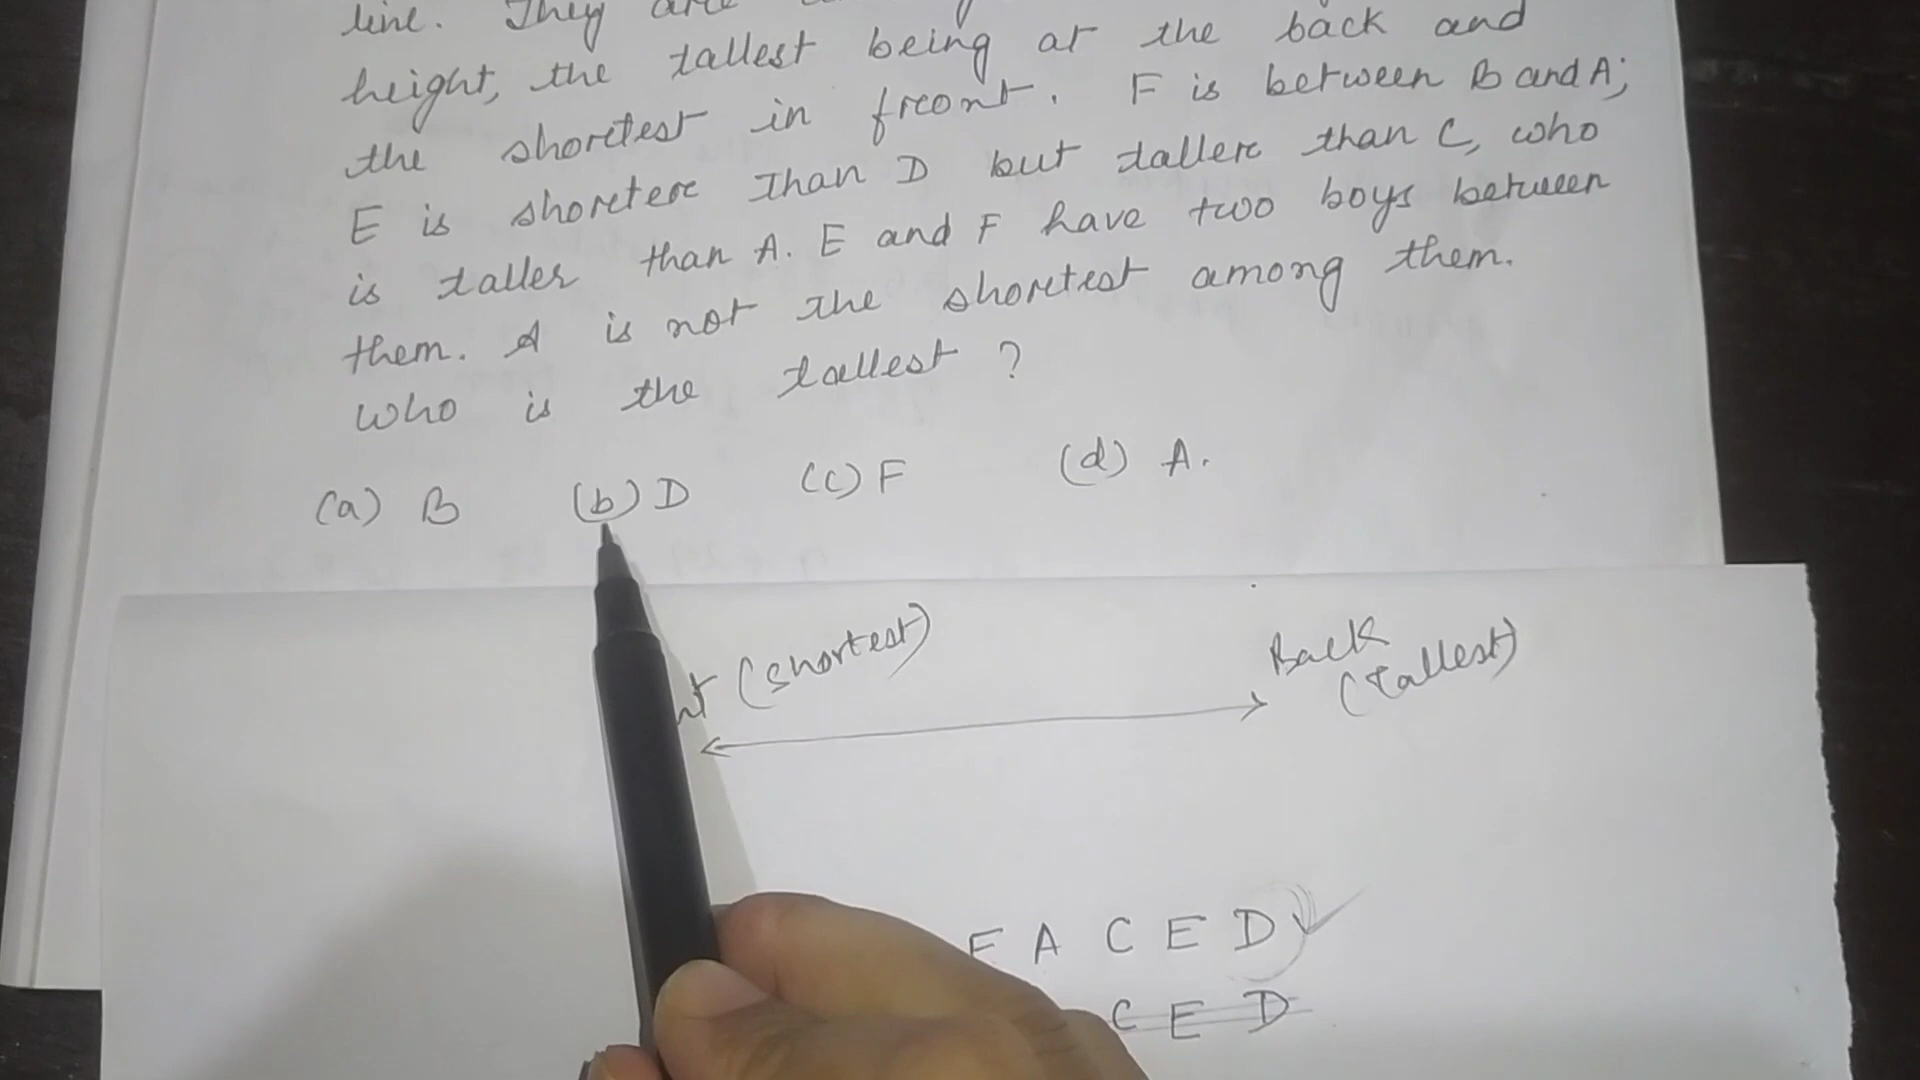 line. They are
height, the tallest being at the back and
the shortest in front. F is between B and A;
E is shorter than D but taller than C, who
is taller than A. E and F have two boys between
them. A is not the shortest among them.
Who is the tallest ?
(a) B (b) D (c) F (d) A.
(shortest) Back
(Tallest)
F A C E D
C E D